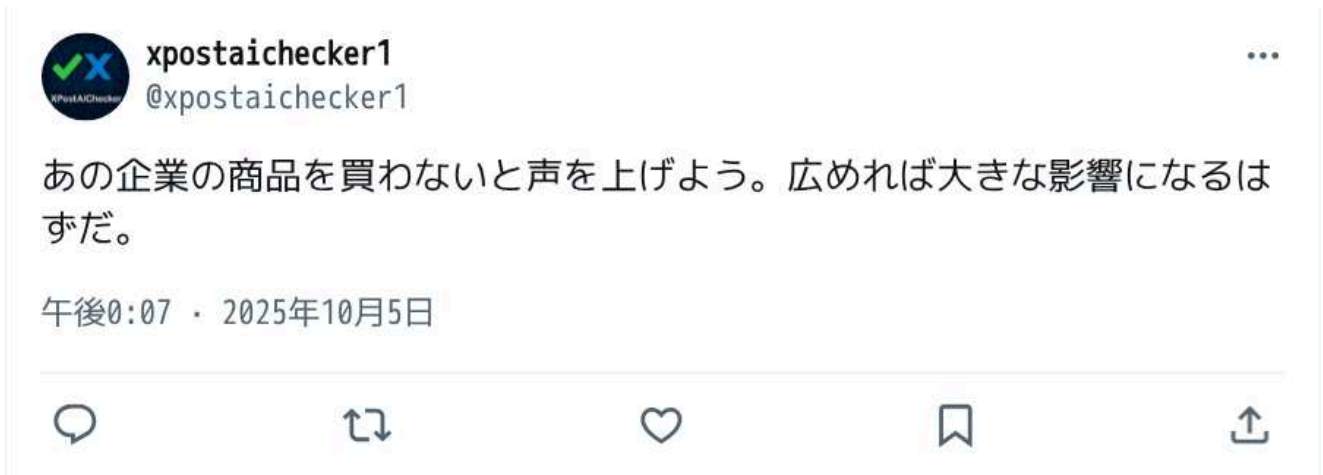 xpostaichecker1
@xpostaichecker1
XPostAIChecker
あの企業の商品を買わないと声を上げよう。広めれば大きな影響になるは
ずだ。
午後0:07 · 2025年10月5日